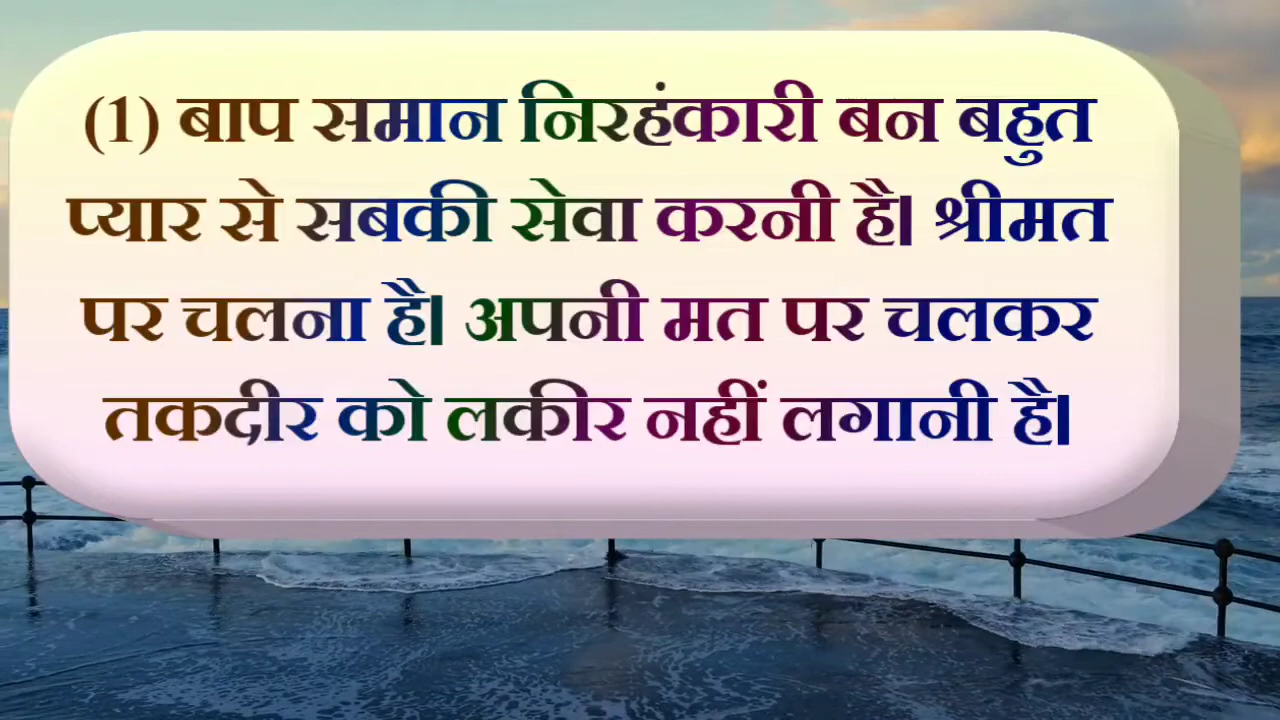 (1) बाप समान निरहंकारी बन बहुत
प्यार से सबकी सेवा करनी है। श्रीमत
पर चलना है। अपनी मत पर चलकर
तकदीर को लकीर नहीं लगानी है।